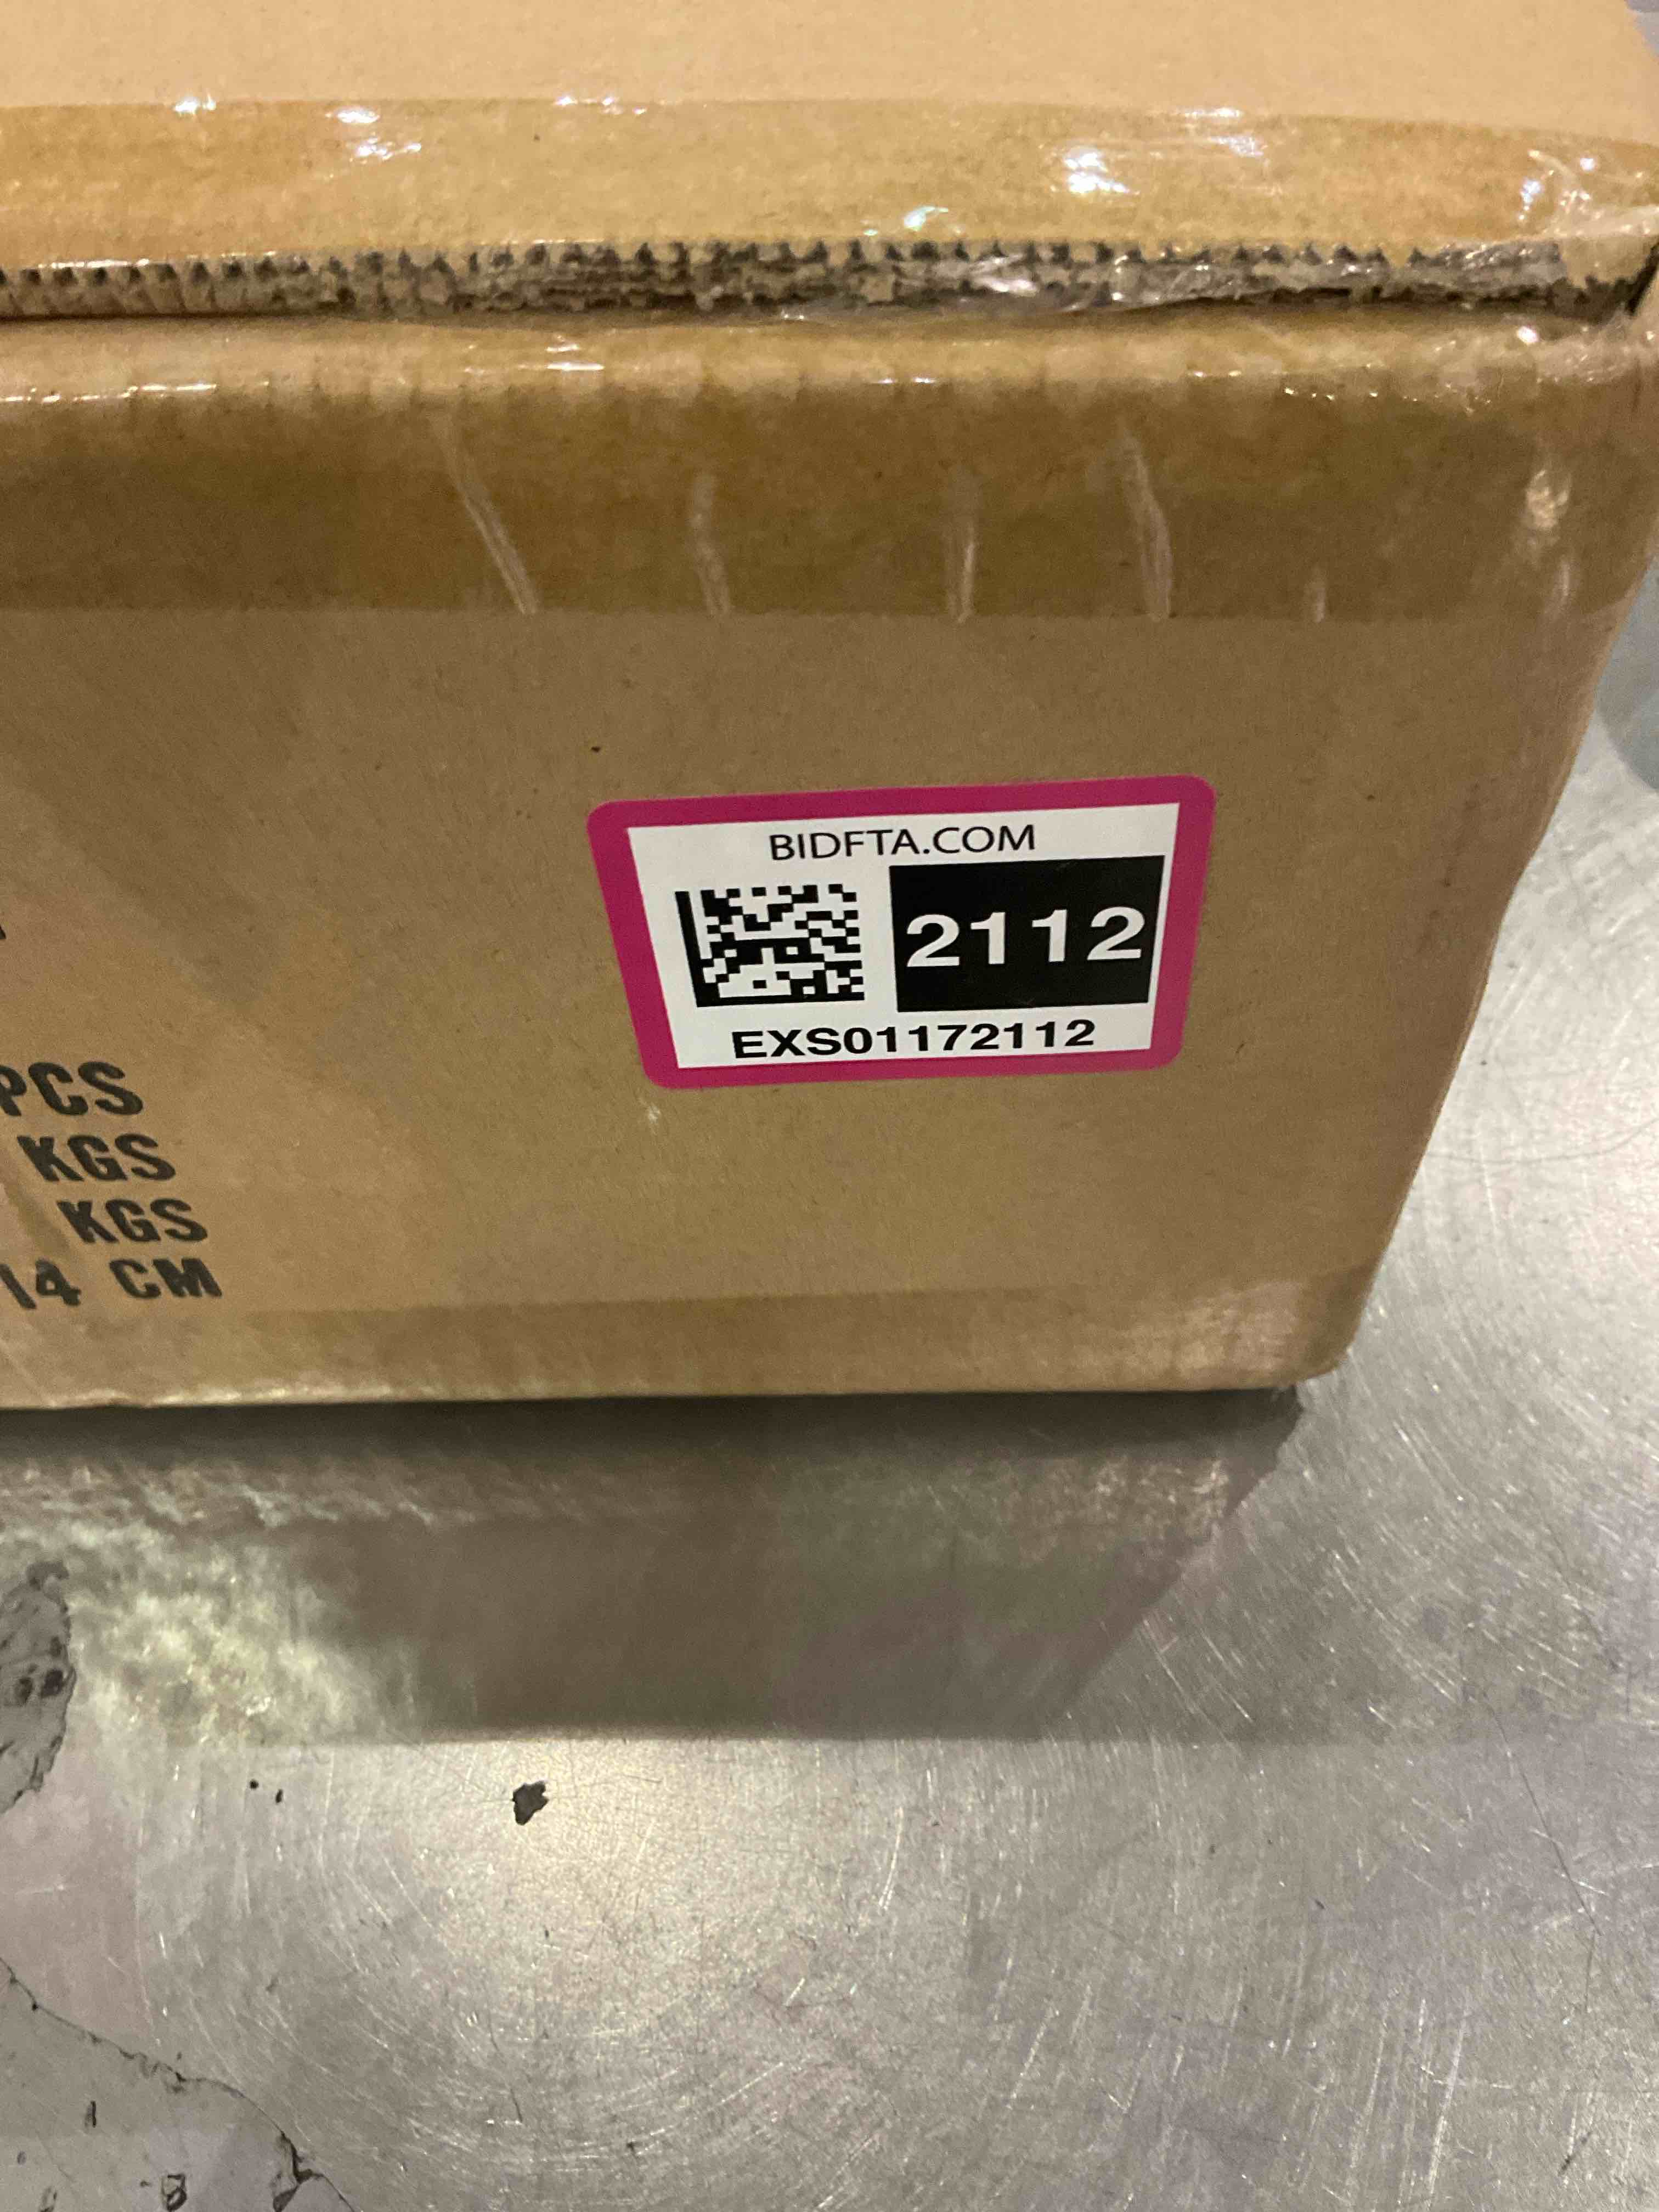 BIDFTA.COM
2112
EXS01172112
PCS
KGS
KGS
14 CM